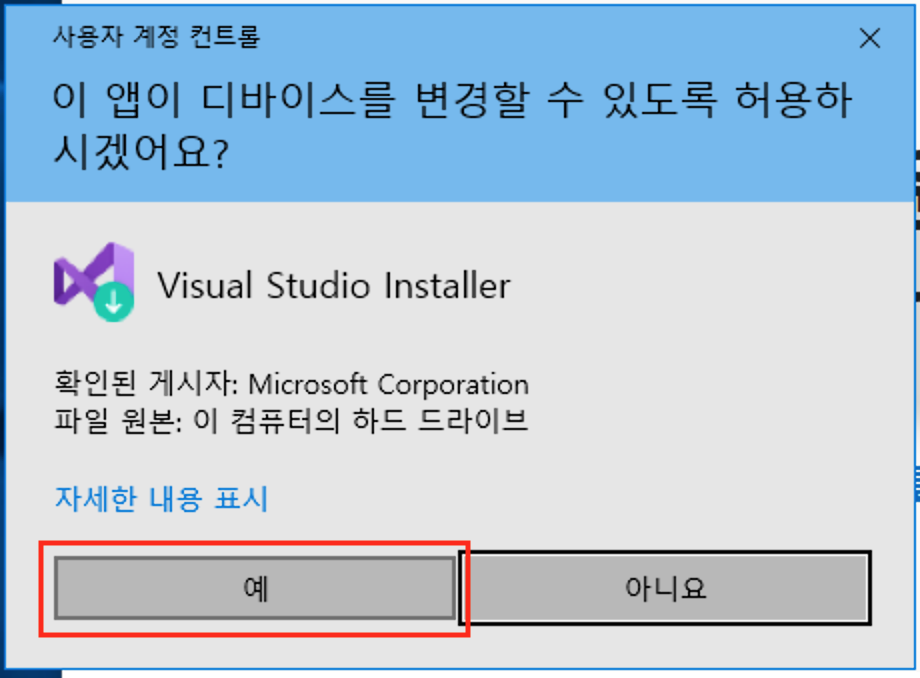 사용자 계정 컨트롤
이 앱이 디바이스를 변경할 수 있도록 허용하
시겠어요?
Visual Studio Installer
확인된 게시자: Microsoft Corporation
파일 원본: 이 컴퓨터의 하드 드라이브
자세한 내용 표시
예
아니요